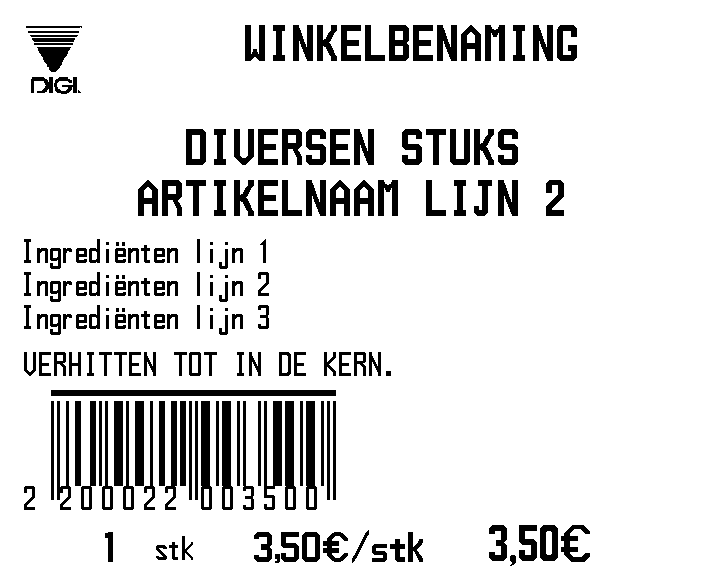 DIGI.
WINKELBENAMING
DIVERSEN STUKS
ARTIKELNAAM LIJN 2
Ingrediënten lijn 1
Ingrediënten lijn 2
Ingrediënten lijn 3
VERHITTEN TOT IN DE KERN.
2 200022 003500
1 stk 3,50€/stk 3,50€